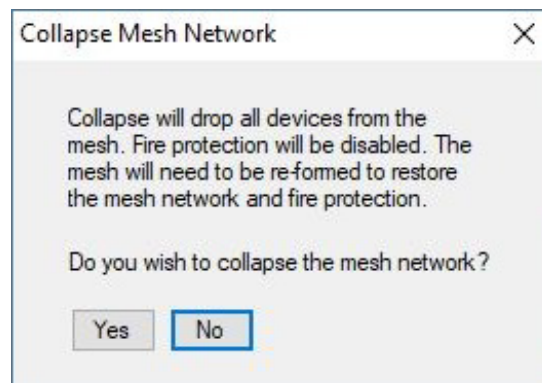 Collapse Mesh Network
Collapse will drop all devices from the
mesh. Fire protection will be disabled. The
mesh will need to be re-formed to restore
the mesh network and fire protection.
Do you wish to collapse the mesh network?
Yes No